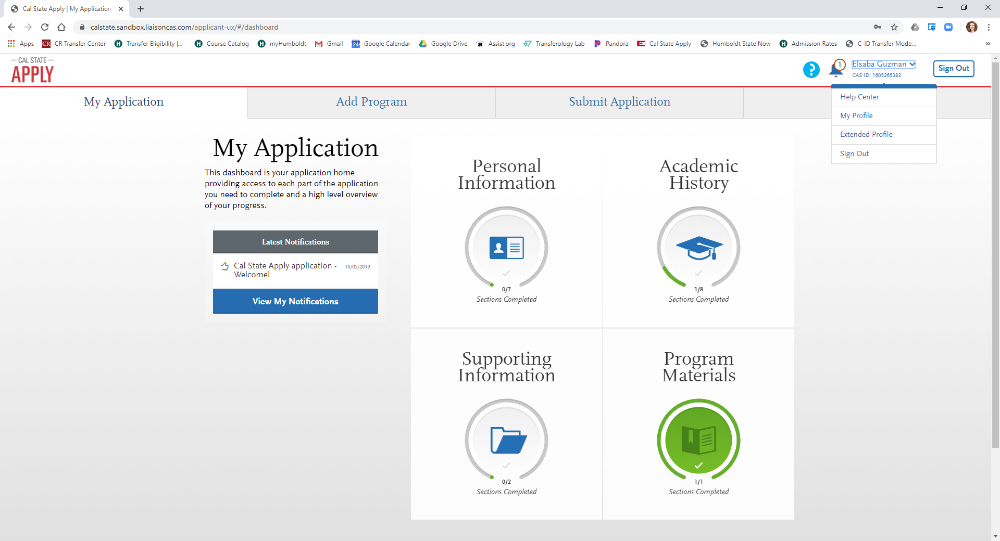 Cal State Apply | My Application
calstate.sandbox.liaisoncas.com/applicant-ux/#/dashboard
Apps
CR
CR Transfer Center
H
Transfer Eligibility |...
H
Course Catalog
H
myHumboldt
Gmail
24
Google Calendar
Google Drive
a
Assist.org
Transferology Lab
Pandora
CSU
Cal State Apply
Humboldt State Now
H
Admission Rates
C-ID Transfer Mode...
»
CAL STATE
APPLY
?
1
Elsaba Guzman
CAS ID: 1605265382
Sign Out
My Application
Add Program
Submit Application
Help Center
My Profile
Extended Profile
Sign Out
My Application
This dashboard is your application home
providing access to each part of the application
you need to complete and a high level overview
of your progress.
Latest Notifications
Cal State Apply application -
Welcome!
10/02/2019
View My Notifications
Personal
Information
0/7
Sections Completed
Academic
History
1/8
Sections Completed
Supporting
Information
0/2
Sections Completed
Program
Materials
1/1
Sections Completed